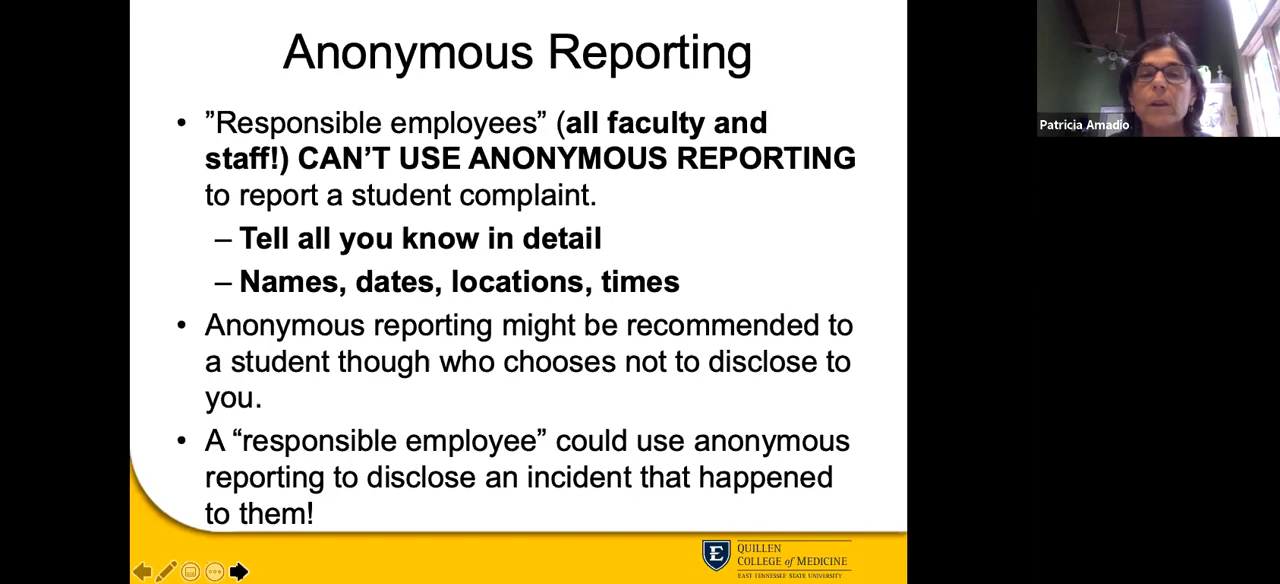 Anonymous Reporting
• ”Responsible employees” (all faculty and
staff!) CAN’T USE ANONYMOUS REPORTING
to report a student complaint.
– Tell all you know in detail
– Names, dates, locations, times
• Anonymous reporting might be recommended to
a student though who chooses not to disclose to
you.
• A “responsible employee” could use anonymous
reporting to disclose an incident that happened
to them!
E
QUILLEN
COLLEGE of MEDICINE
EAST TENNESSEE STATE UNIVERSITY
Patricia Amadio